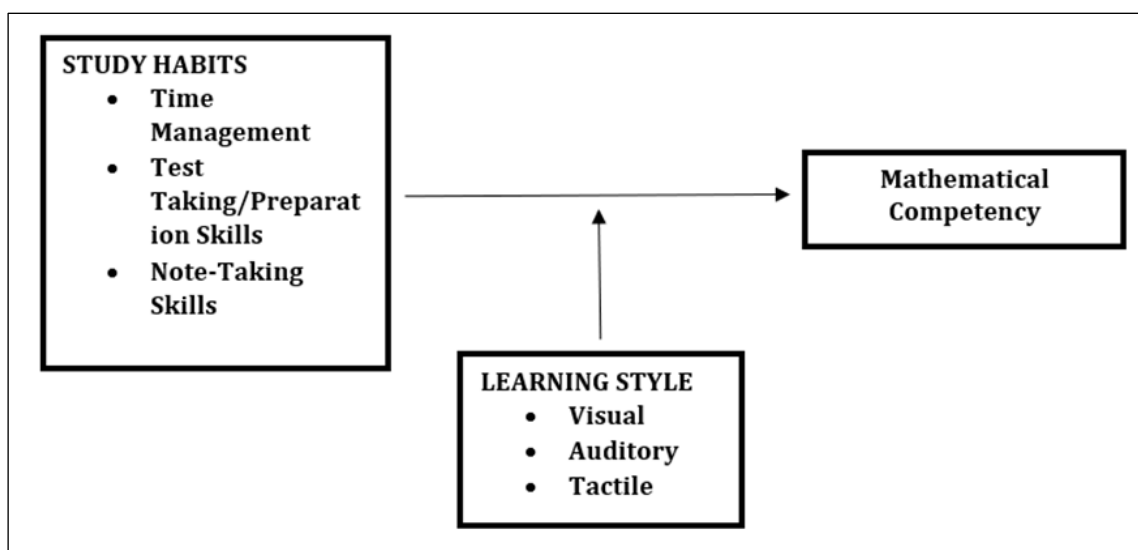 STUDY HABITS
• Time
Management
• Test
Taking/Preparat
ion Skills
• Note-Taking
Skills
Mathematical
Competency
LEARNING STYLE
• Visual
• Auditory
• Tactile